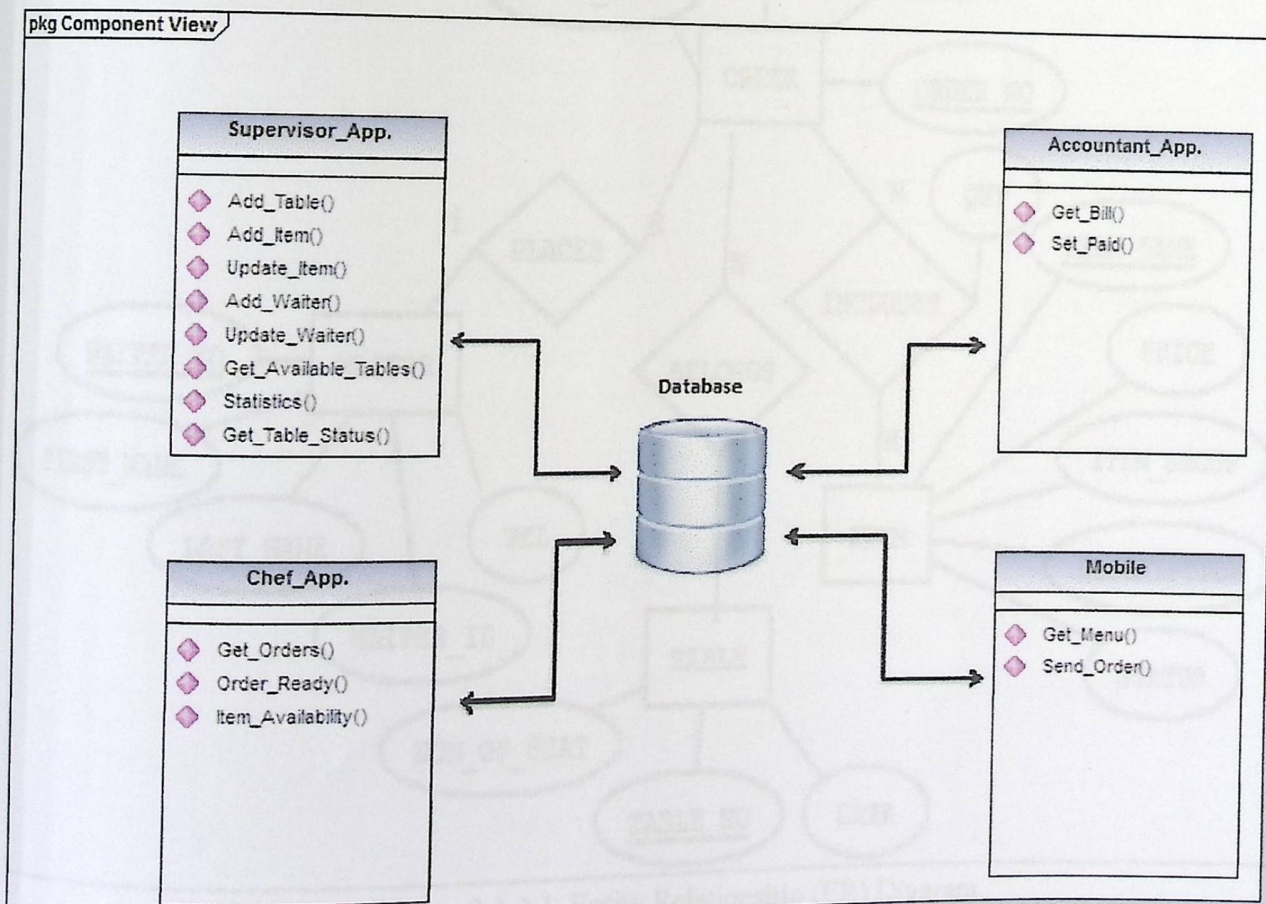 pkg Component View
Supervisor_App.
Add_Table()
Add_Item()
Update_Item()
Add_Waiter()
Update_Waiter()
Get_Available_Tables()
Statistics()
Get_Table_Status()
Accountant_App.
Get_Bill()
Set_Paid()
Database
Chef_App.
Get_Orders()
Order_Ready()
Item_Availability()
Mobile
Get_Menu()
Send_Order()